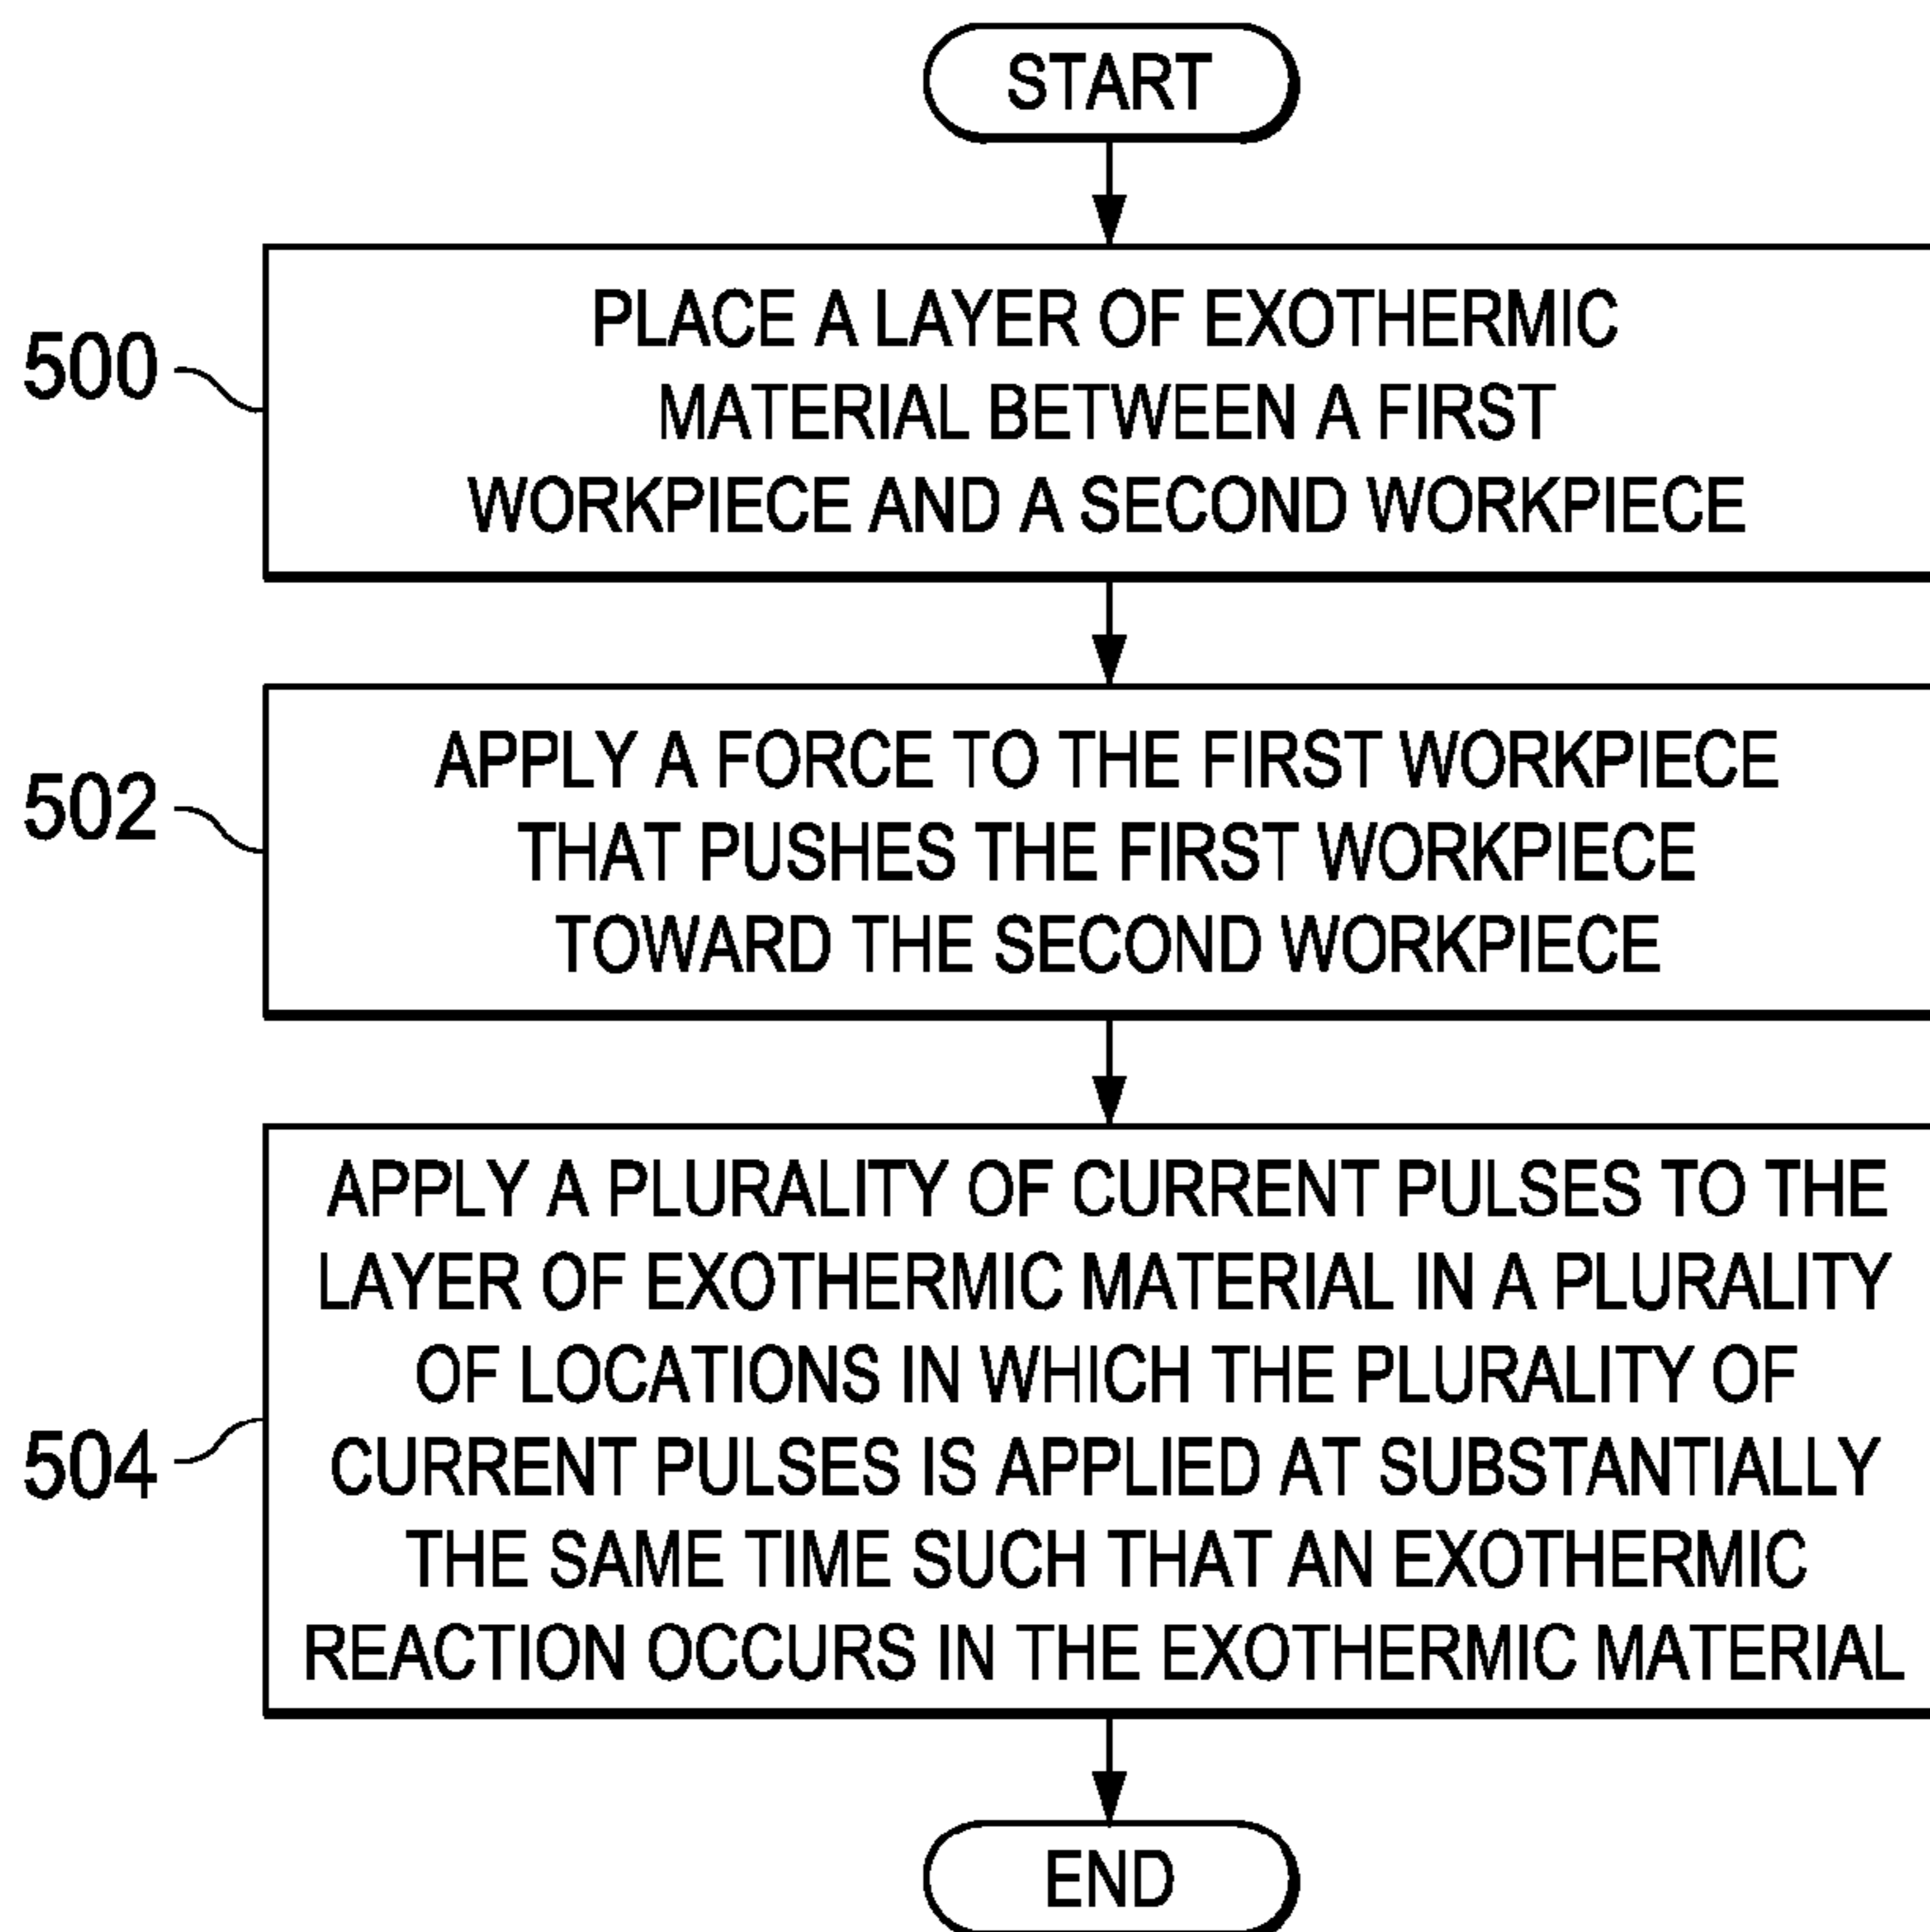 START
500
PLACE A LAYER OF EXOTHERMIC
MATERIAL BETWEEN A FIRST
WORKPIECE AND A SECOND WORKPIECE
502
APPLY A FORCE TO THE FIRST WORKPIECE
THAT PUSHES THE FIRST WORKPIECE
TOWARD THE SECOND WORKPIECE
504
APPLY A PLURALITY OF CURRENT PULSES TO THE
LAYER OF EXOTHERMIC MATERIAL IN A PLURALITY
OF LOCATIONS IN WHICH THE PLURALITY OF
CURRENT PULSES IS APPLIED AT SUBSTANTIALLY
THE SAME TIME SUCH THAT AN EXOTHERMIC
REACTION OCCURS IN THE EXOTHERMIC MATERIAL
END